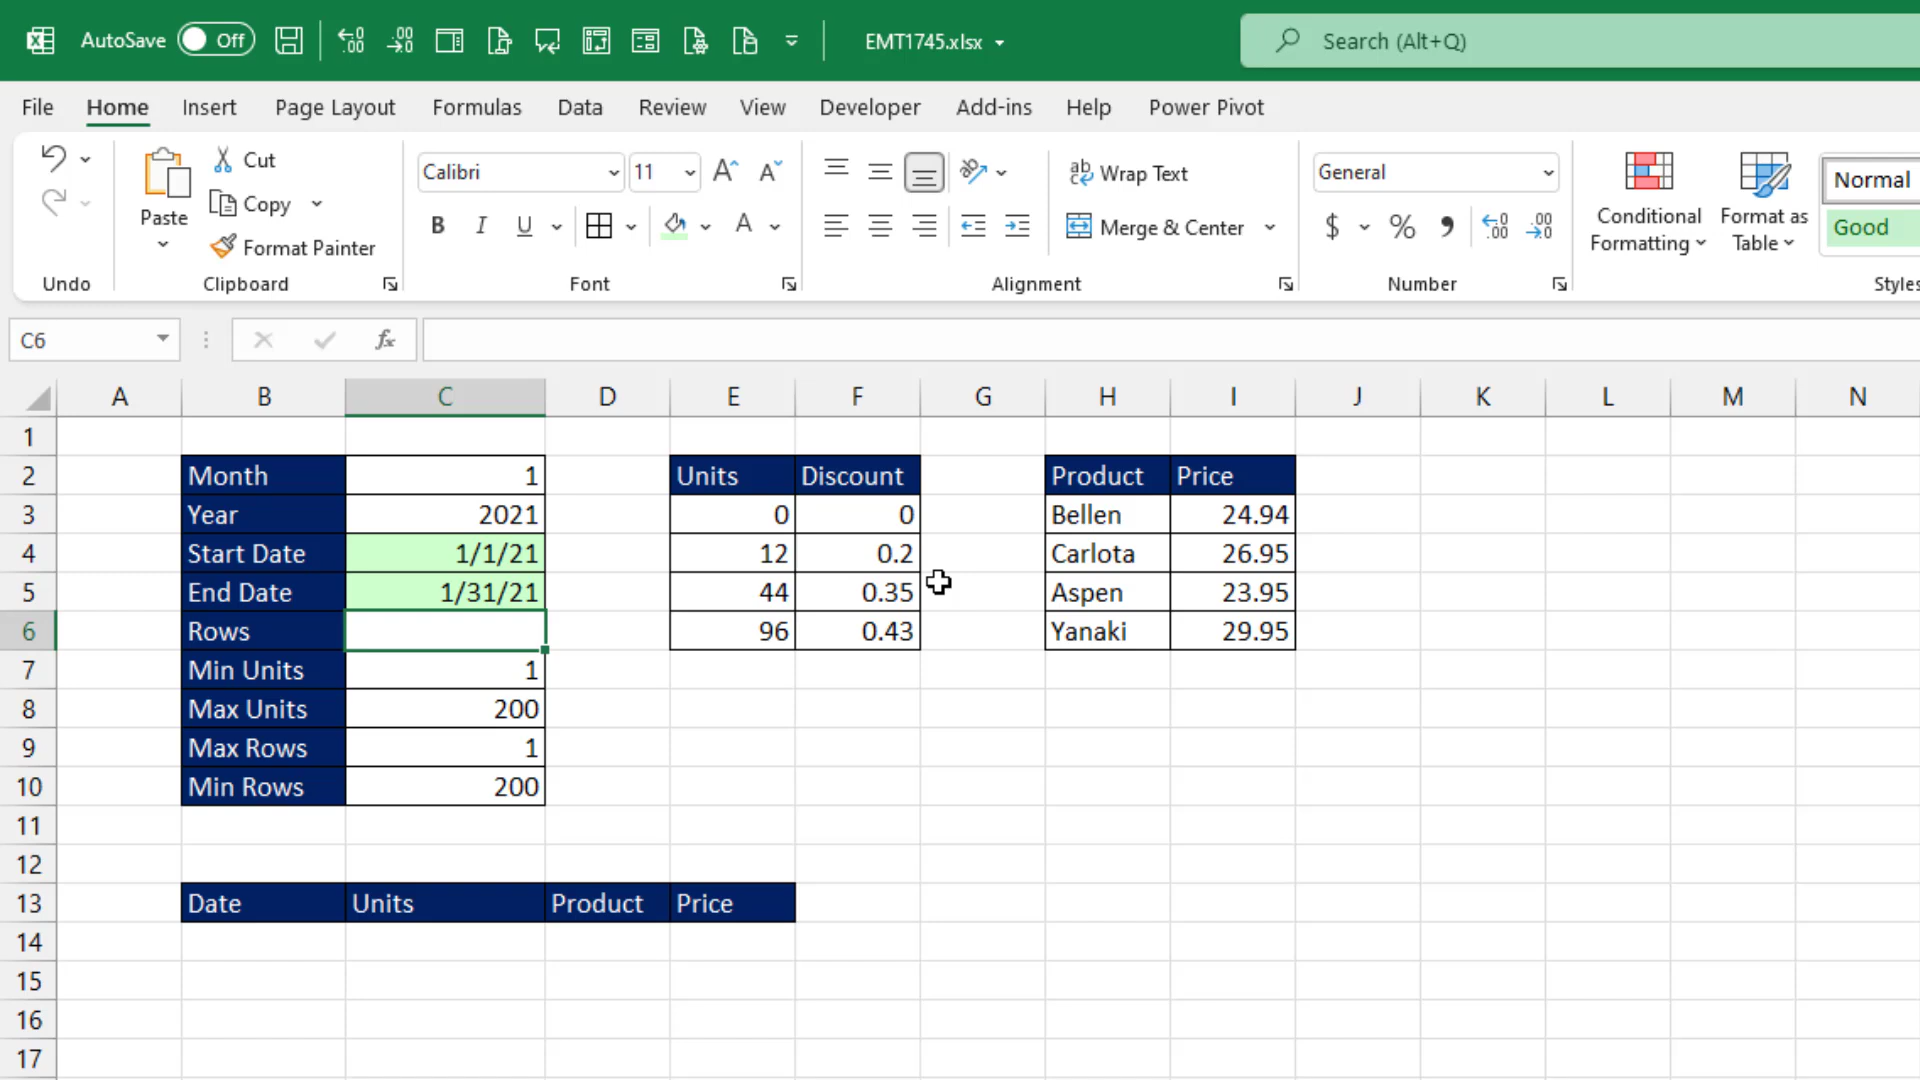 AutoSave Off EMT1745.xlsx Search (Alt+Q)
File Home Insert Page Layout Formulas Data Review View Developer Add-ins Help Power Pivot
Cut
Copy
Format Painter
Paste
Undo
Clipboard
Calibri 11
B I U A
Font
Wrap Text
Merge & Center
Alignment
General
$ % 9
Number
Conditional
Formatting
Format as
Table
Normal
Good
Styles
C6 fx
A B C D E F G H I J K L M N
1
2 Month 1 Units Discount Product Price
3 Year 2021 0 0 Bellen 24.94
4 Start Date 1/1/21 12 0.2 Carlota 26.95
5 End Date 1/31/21 44 0.35 Aspen 23.95
6 Rows 96 0.43 Yanaki 29.95
7 Min Units 1
8 Max Units 200
9 Max Rows 1
10 Min Rows 200
11
12
13 Date Units Product Price
14
15
16
17